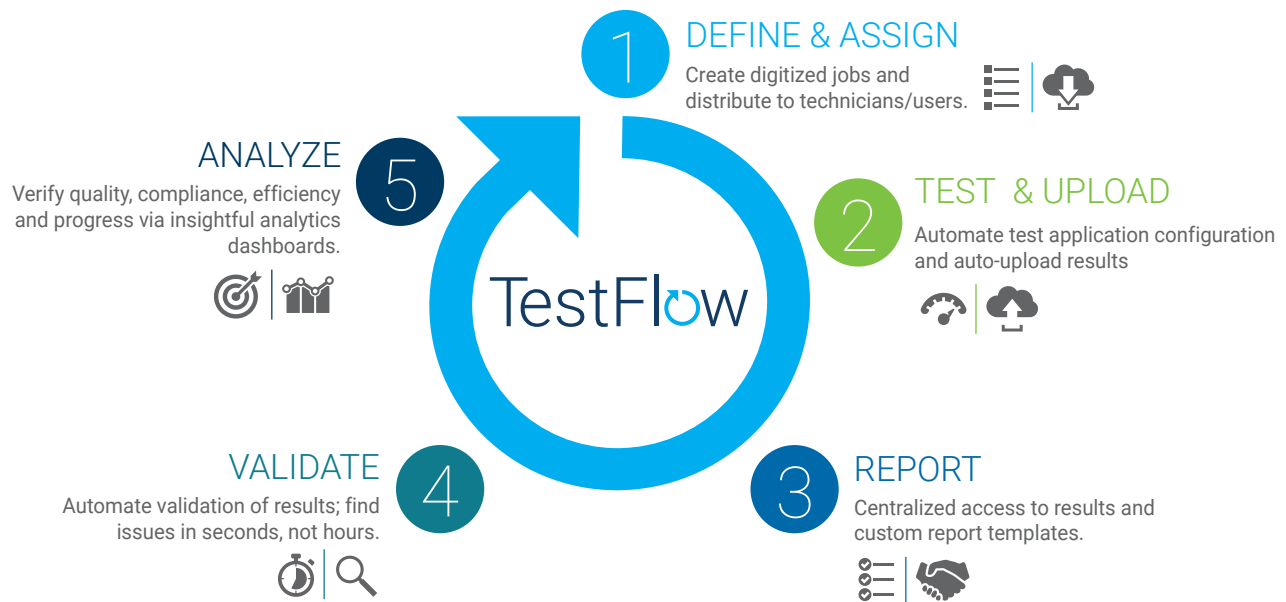 1
DEFINE & ASSIGN
Create digitized jobs and
distribute to technicians/users.
2
TEST & UPLOAD
Automate test application configuration
and auto-upload results
3
REPORT
Centralized access to results and
custom report templates.
4
VALIDATE
Automate validation of results; find
issues in seconds, not hours.
5
ANALYZE
Verify quality, compliance, efficiency
and progress via insightful analytics
dashboards.
TestFlow